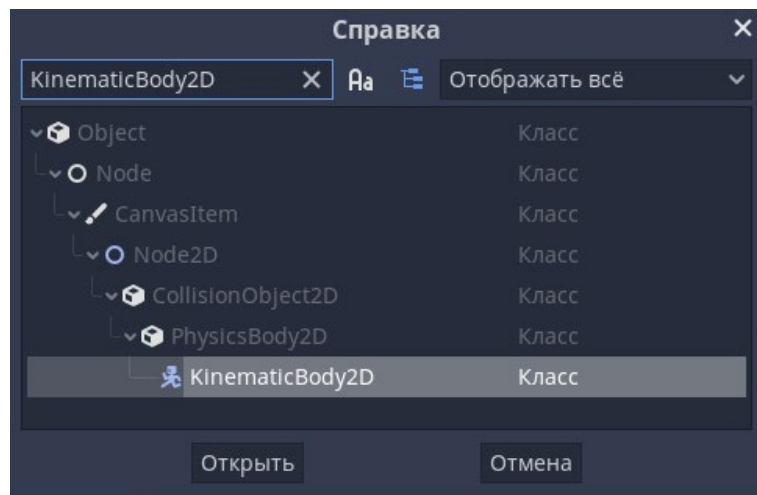 Справка
KinematicBody2D Aa Отображать всё
Object Класс
Node Класс
CanvasItem Класс
Node2D Класс
CollisionObject2D Класс
PhysicsBody2D Класс
KinematicBody2D Класс
Открыть Отмена